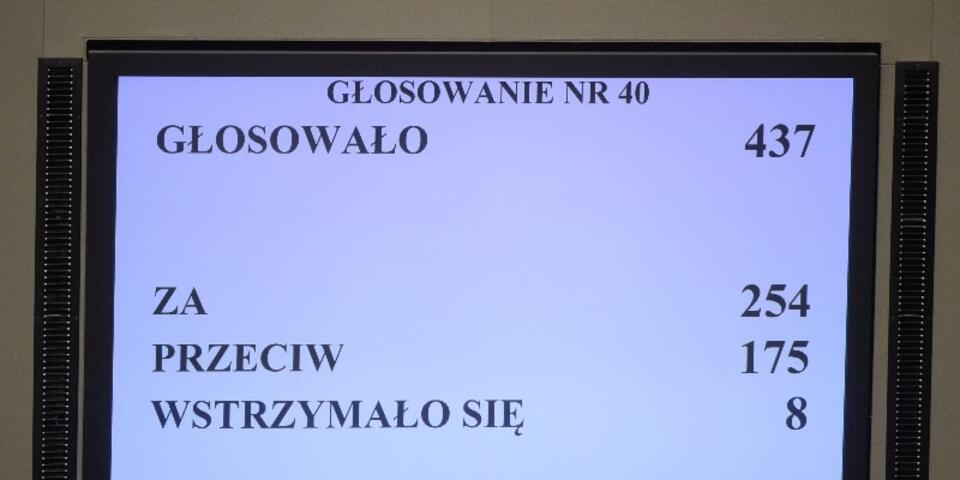 GŁOSOWANIE NR 40
GŁOSOWAŁO 437
ZA 254
PRZECIW 175
WSTRZYMAŁO SIĘ 8